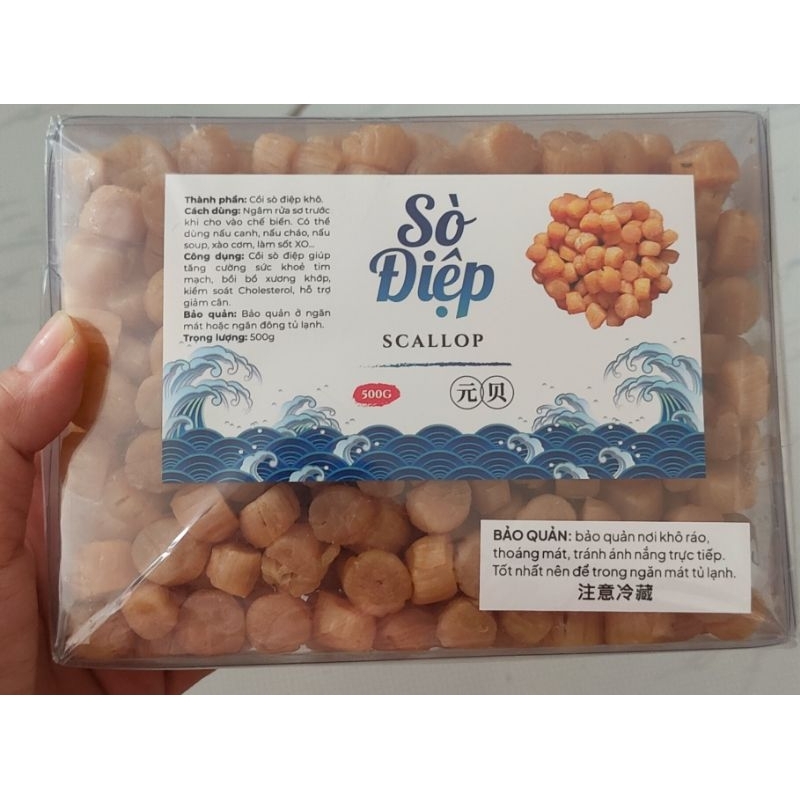 Thành phần: Cồi sò điệp khô.
Cách dùng: Ngâm rửa sơ trước
khi cho vào chế biến. Có thể
dùng nấu canh, nấu cháo, nấu
soup, xào cơm, làm sốt XO...
Công dụng: Cồi sò điệp giúp
tăng cường sức khoẻ tim
mạch, bồi bổ xương khớp,
kiểm soát Cholesterol, hỗ trợ
giảm cân.
Bảo quản: Bảo quản ở ngăn
mát hoặc ngăn đông tủ lạnh.
Trọng lượng: 500g
Sò
Điệp
SCALLOP
500G
元贝
BẢO QUẢN: bảo quản nơi khô ráo,
thoáng mát, tránh ánh nắng trực tiếp.
Tốt nhất nên để trong ngăn mát tủ lạnh.
注意冷藏